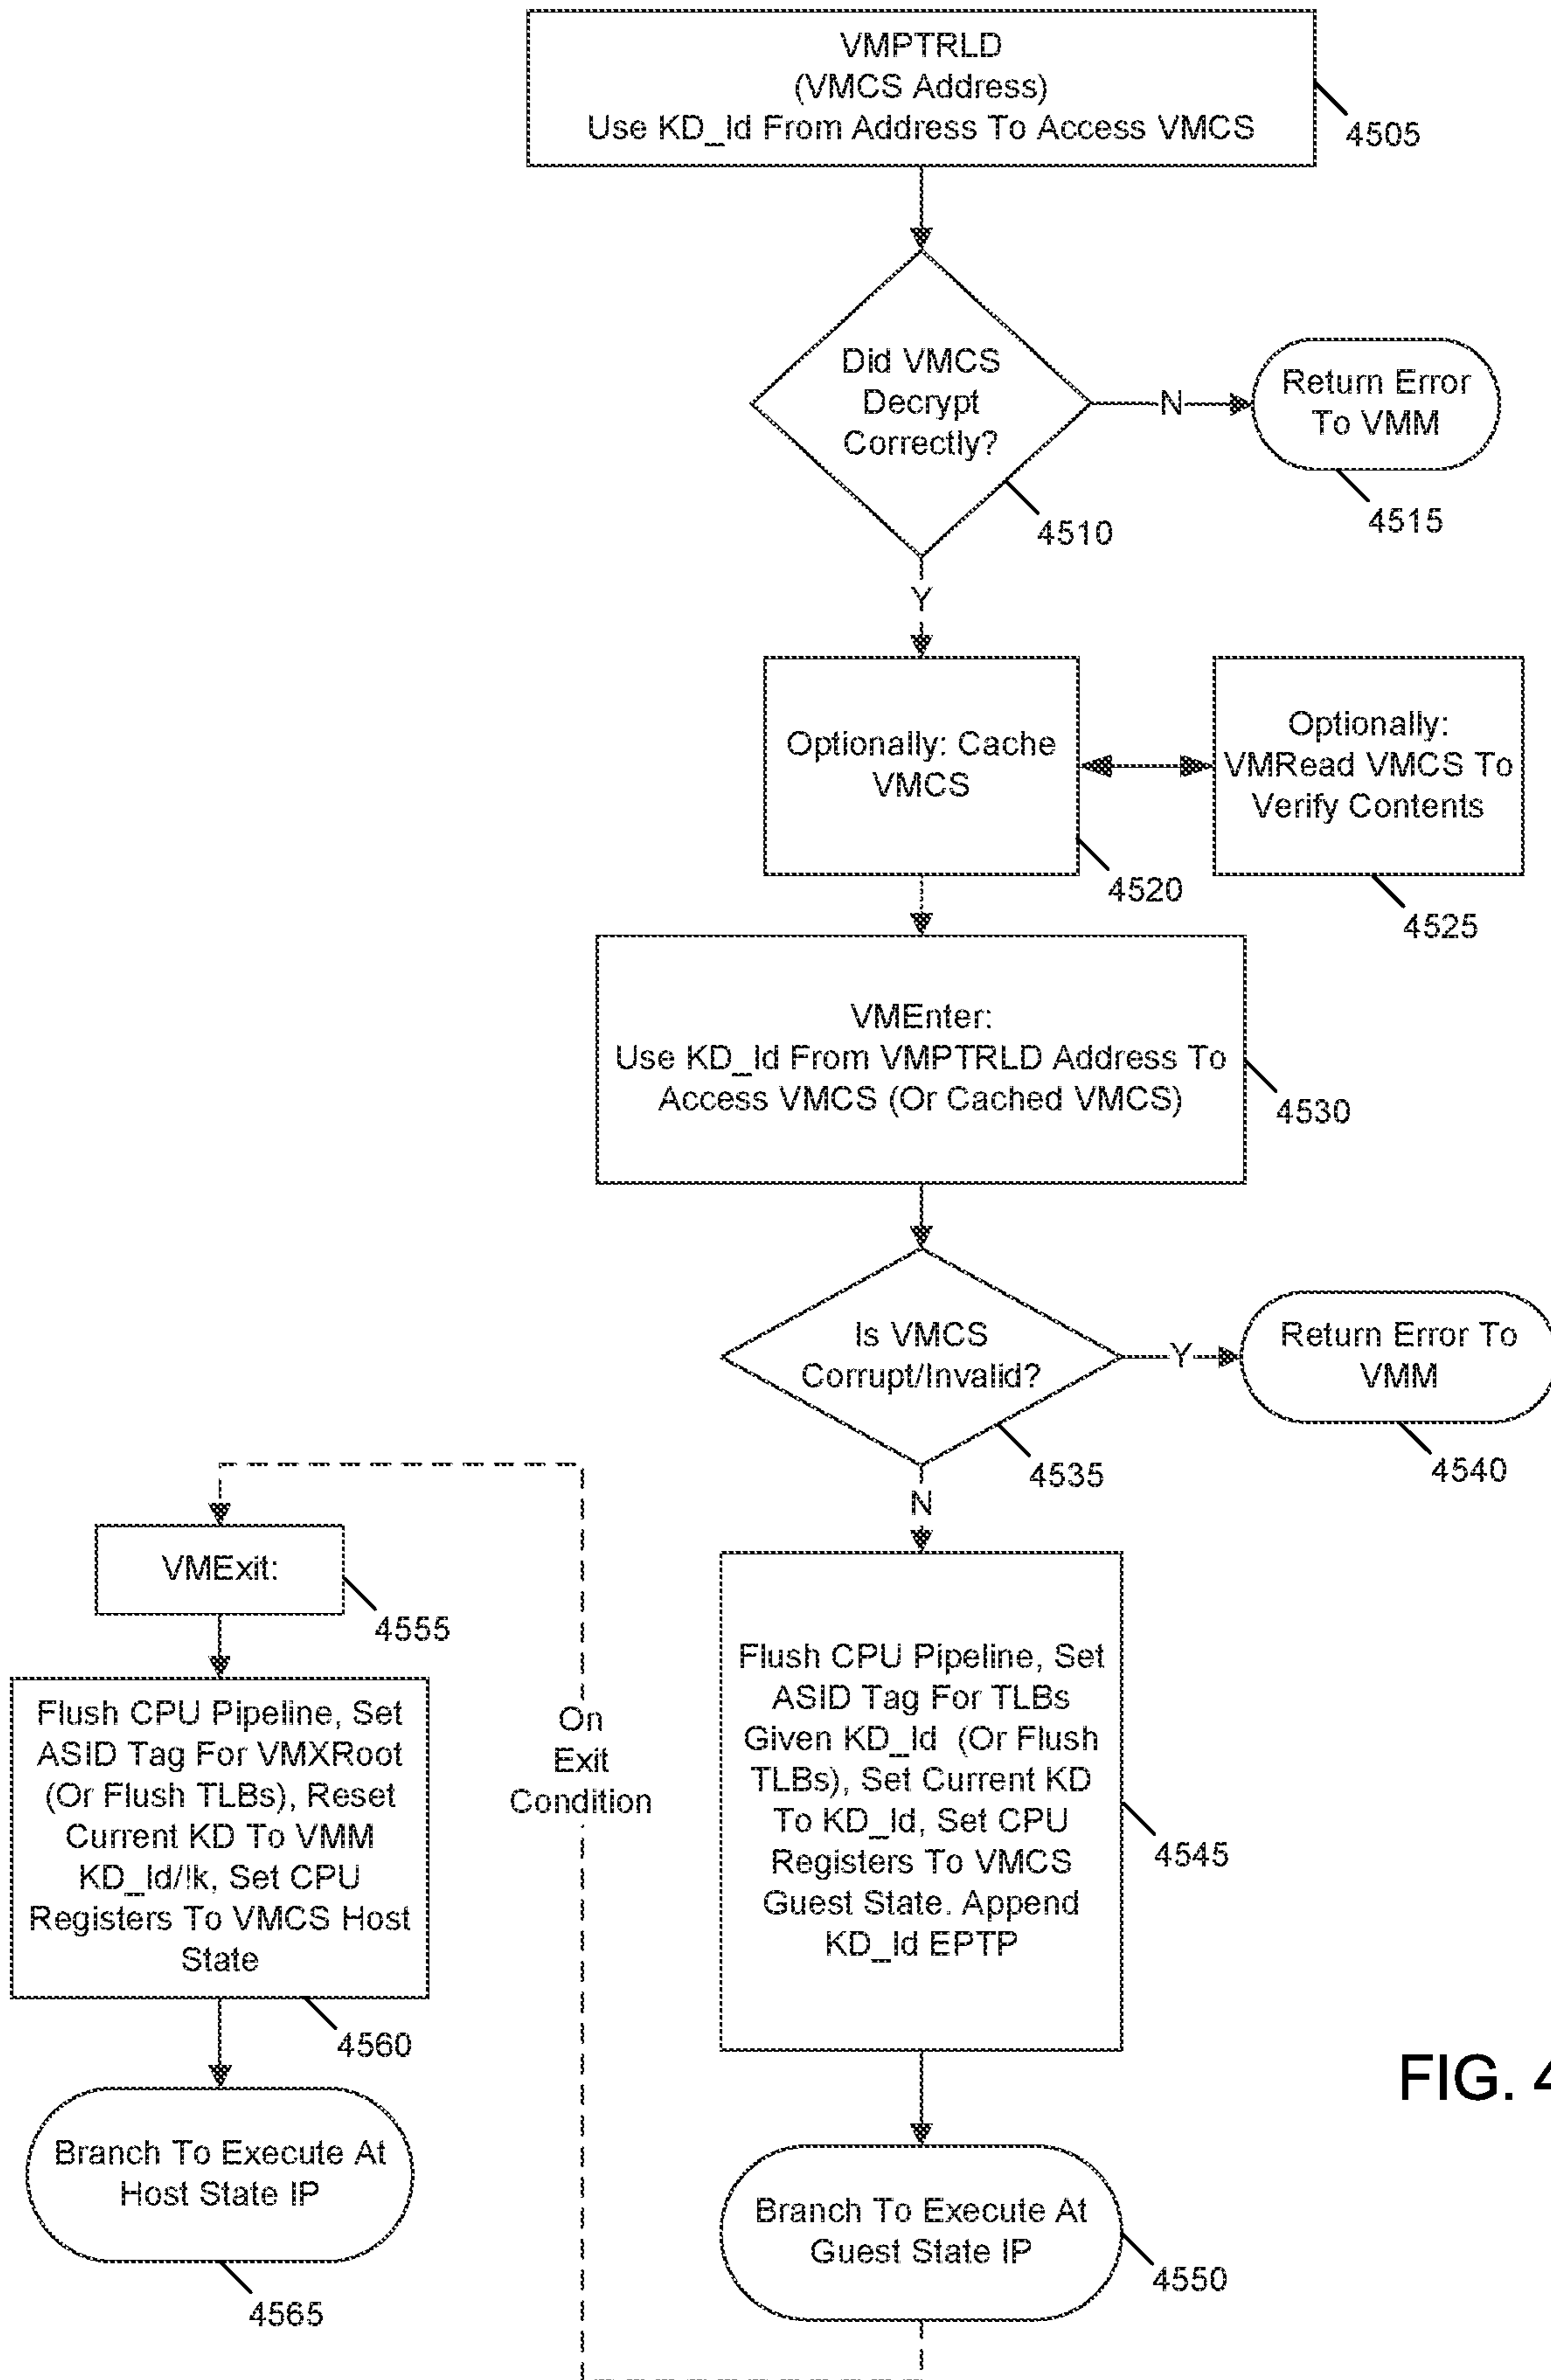 VMPTRLD
(VMCS Address)
Use KD_Id From Address To Access VMCS
4505
Did VMCS
Decrypt
Correctly?
N
Return Error
To VMM
4510
4515
Y
Optionally: Cache
VMCS
Optionally:
VMRead VMCS To
Verify Contents
4520
4525
VMEnter:
Use KD_Id From VMPTRLD Address To
Access VMCS (Or Cached VMCS)
4530
Is VMCS
Corrupt/Invalid?
Y
Return Error To
VMM
4535
4540
N
Flush CPU Pipeline, Set
ASID Tag For TLBs
Given KD_Id (Or Flush
TLBs), Set Current KD
To KD_Id, Set CPU
Registers To VMCS
Guest State. Append
KD_Id EPTP
4545
Branch To Execute At
Guest State IP
4550
On
Exit
Condition
VMExit:
4555
Flush CPU Pipeline, Set
ASID Tag For VMXRoot
(Or Flush TLBs), Reset
Current KD To VMM
KD_Id/!k, Set CPU
Registers To VMCS Host
State
4560
Branch To Execute At
Host State IP
4565
FIG. 4